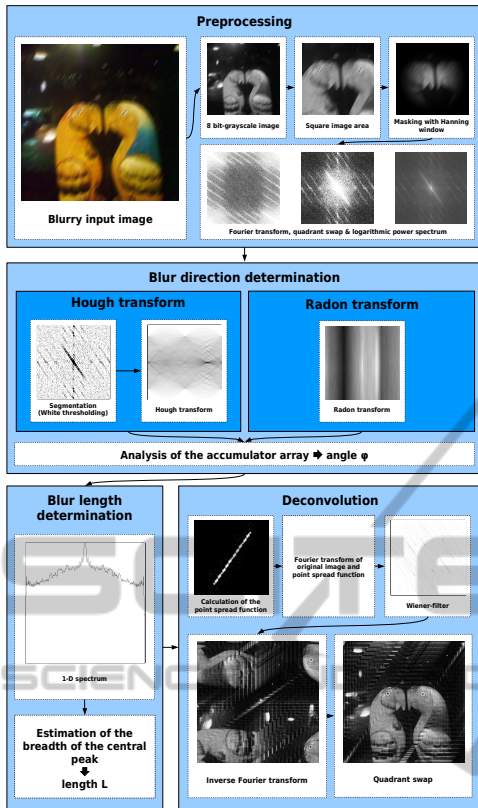 Preprocessing
Blurry input image
8 bit-grayscale image
Square image area
Masking with Hanning
window
Fourier transform, quadrant swap & logarithmic power spectrum
Blur direction determination
Hough transform
Radon transform
Segmentation
(White thresholding)
Hough transform
Radon transform
Analysis of the accumulator array ➡ angle φ
Blur length
determination
1-D spectrum
Estimation of the
breadth of the central
peak
⬇
length L
Deconvolution
Calculation of the
point spread function
Fourier transform of
original image and
point spread function
Wiener-filter
Inverse Fourier transform
Quadrant swap